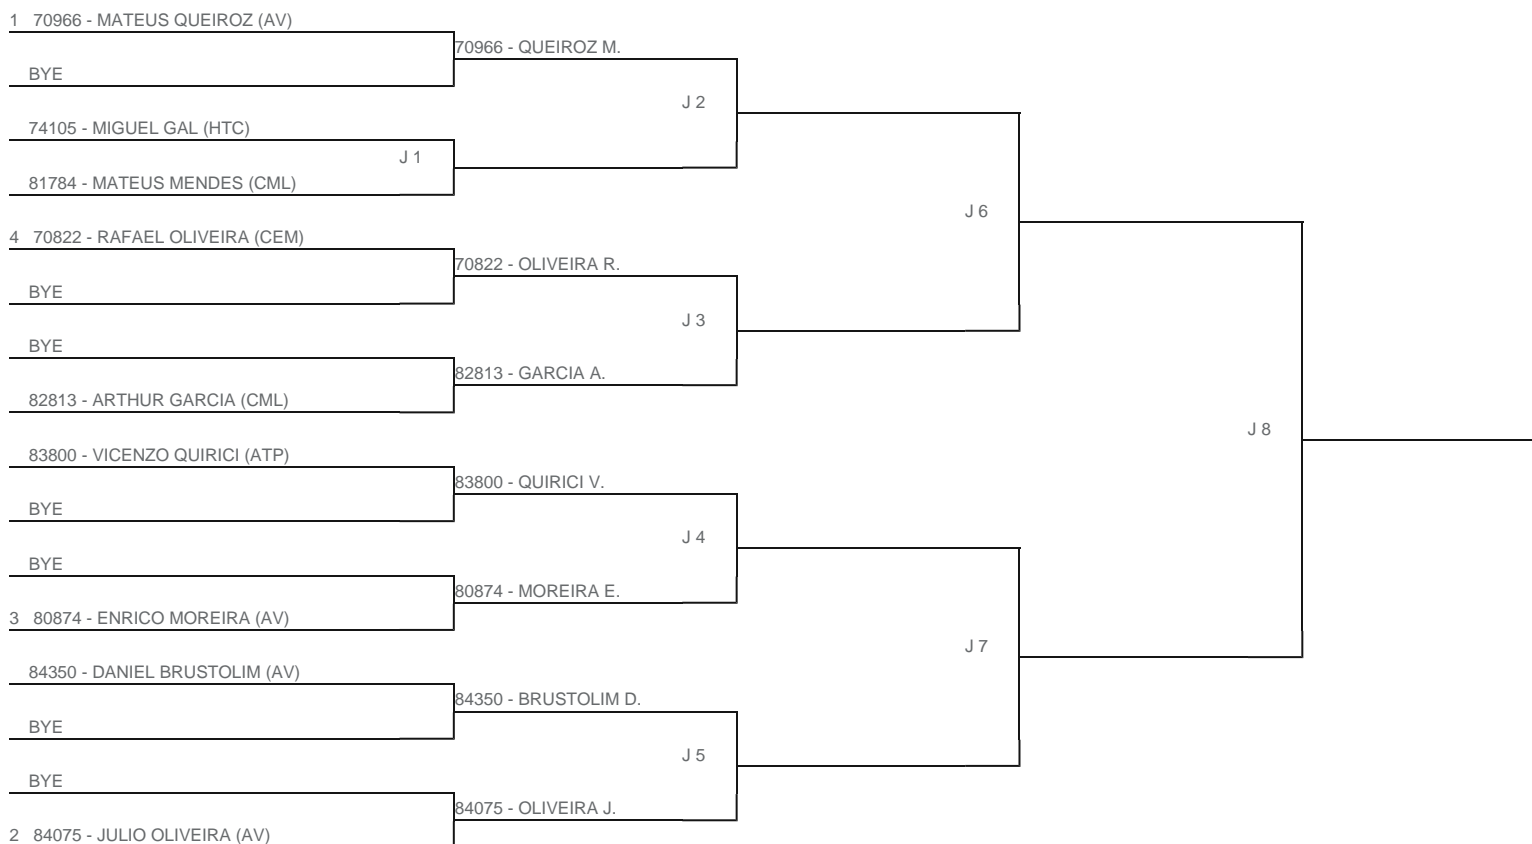 1 70966 - MATEUS QUEIROZ (AV)
70966 - QUEIROZ M.
BYE
J 2
74105 - MIGUEL GAL (HTC)
J 1
81784 - MATEUS MENDES (CML)
J 6
4 70822 - RAFAEL OLIVEIRA (CEM)
70822 - OLIVEIRA R.
BYE
J 3
BYE
82813 - GARCIA A.
82813 - ARTHUR GARCIA (CML)
J 8
83800 - VICENZO QUIRICI (ATP)
83800 - QUIRICI V.
BYE
J 4
BYE
80874 - MOREIRA E.
3 80874 - ENRICO MOREIRA (AV)
J 7
84350 - DANIEL BRUSTOLIM (AV)
84350 - BRUSTOLIM D.
BYE
J 5
BYE
84075 - OLIVEIRA J.
2 84075 - JULIO OLIVEIRA (AV)